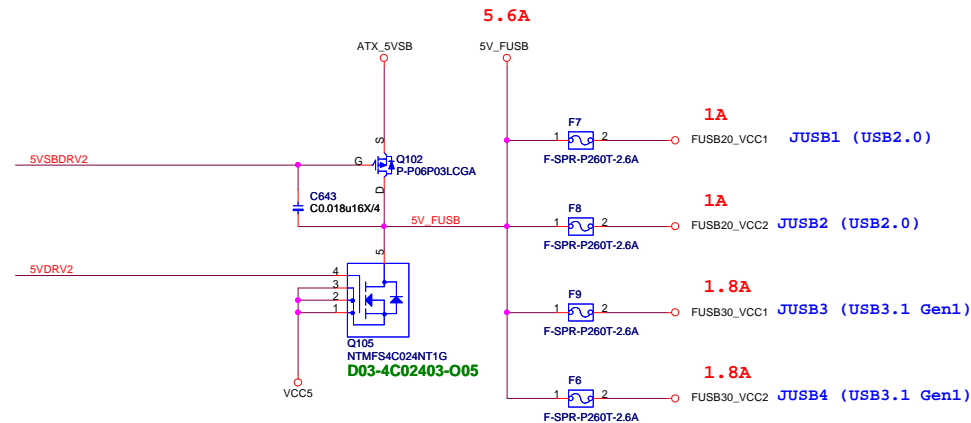 5.6A
ATX_5VSB
5V_FUSB
1A
F7
1
2
FUSB20_VCC1
JUSB1 (USB2.0)
F-SPR-P260T-2.6A
S
5VSBDRV2
G
Q102
P-P06P03LCGA
D
C643
C0.018u16X/4
1A
F8
5V_FUSB
1
2
FUSB20_VCC2
JUSB2 (USB2.0)
F-SPR-P260T-2.6A
5
5VDRV2
4
3
2
1
1.8A
F9
1
2
FUSB30_VCC1
JUSB3 (USB3.1 Gen1)
F-SPR-P260T-2.6A
Q105
NTMFS4C024NT1G
D03-4C02403-O05
VCC5
1.8A
F6
1
2
FUSB30_VCC2
JUSB4 (USB3.1 Gen1)
F-SPR-P260T-2.6A